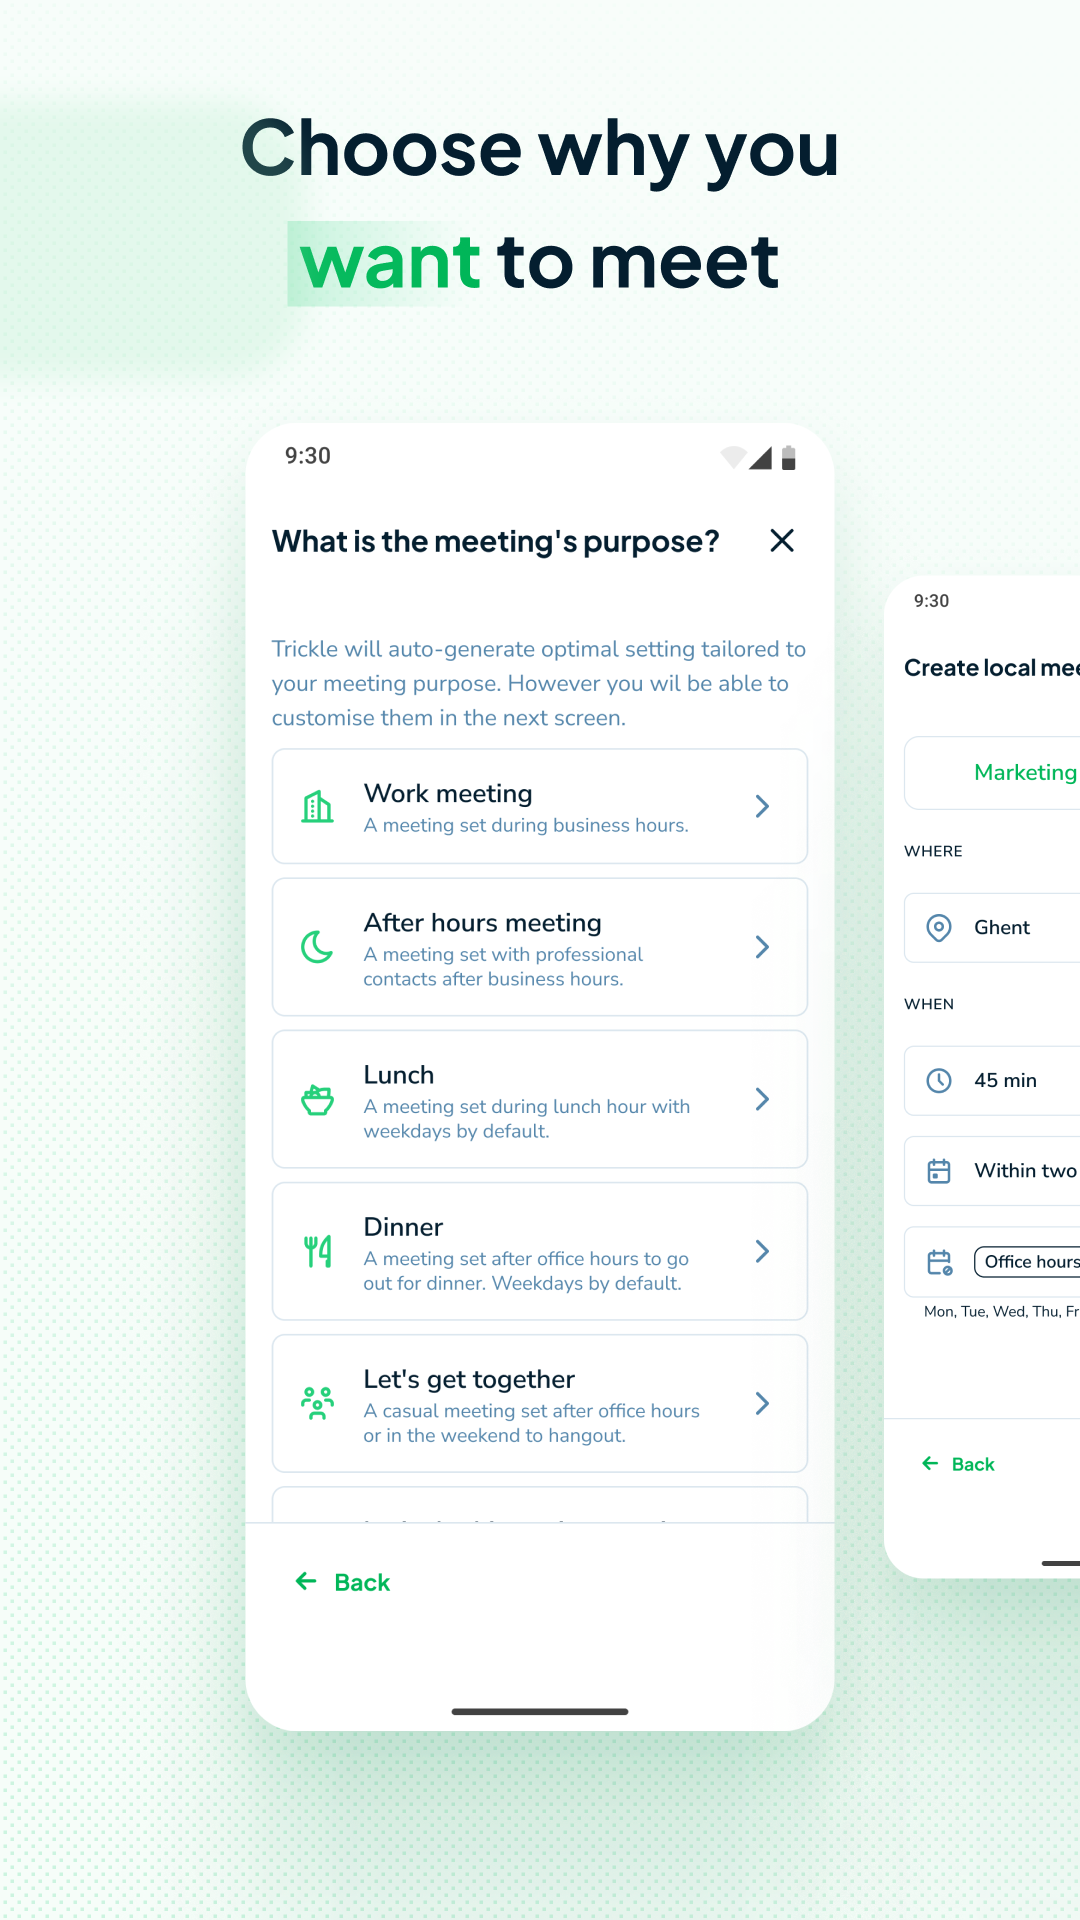 Choose why you
want to meet
9:30
What is the meeting's purpose?
Trickle will auto-generate optimal setting tailored to
your meeting purpose. However you wil be able to
customise them in the next screen.
Work meeting
A meeting set during business hours.
After hours meeting
A meeting set with professional
contacts after business hours.
Lunch
A meeting set during lunch hour with
weekdays by default.
Dinner
A meeting set after office hours to go
out for dinner. Weekdays by default.
Let's get together
A casual meeting set after office hours
or in the weekend to hangout.
Back
9:30
Create local
Marketing
WHERE
Ghent
WHEN
45 min
Within two
Office hours
Mon, Tue, Wed, Thu,
Back